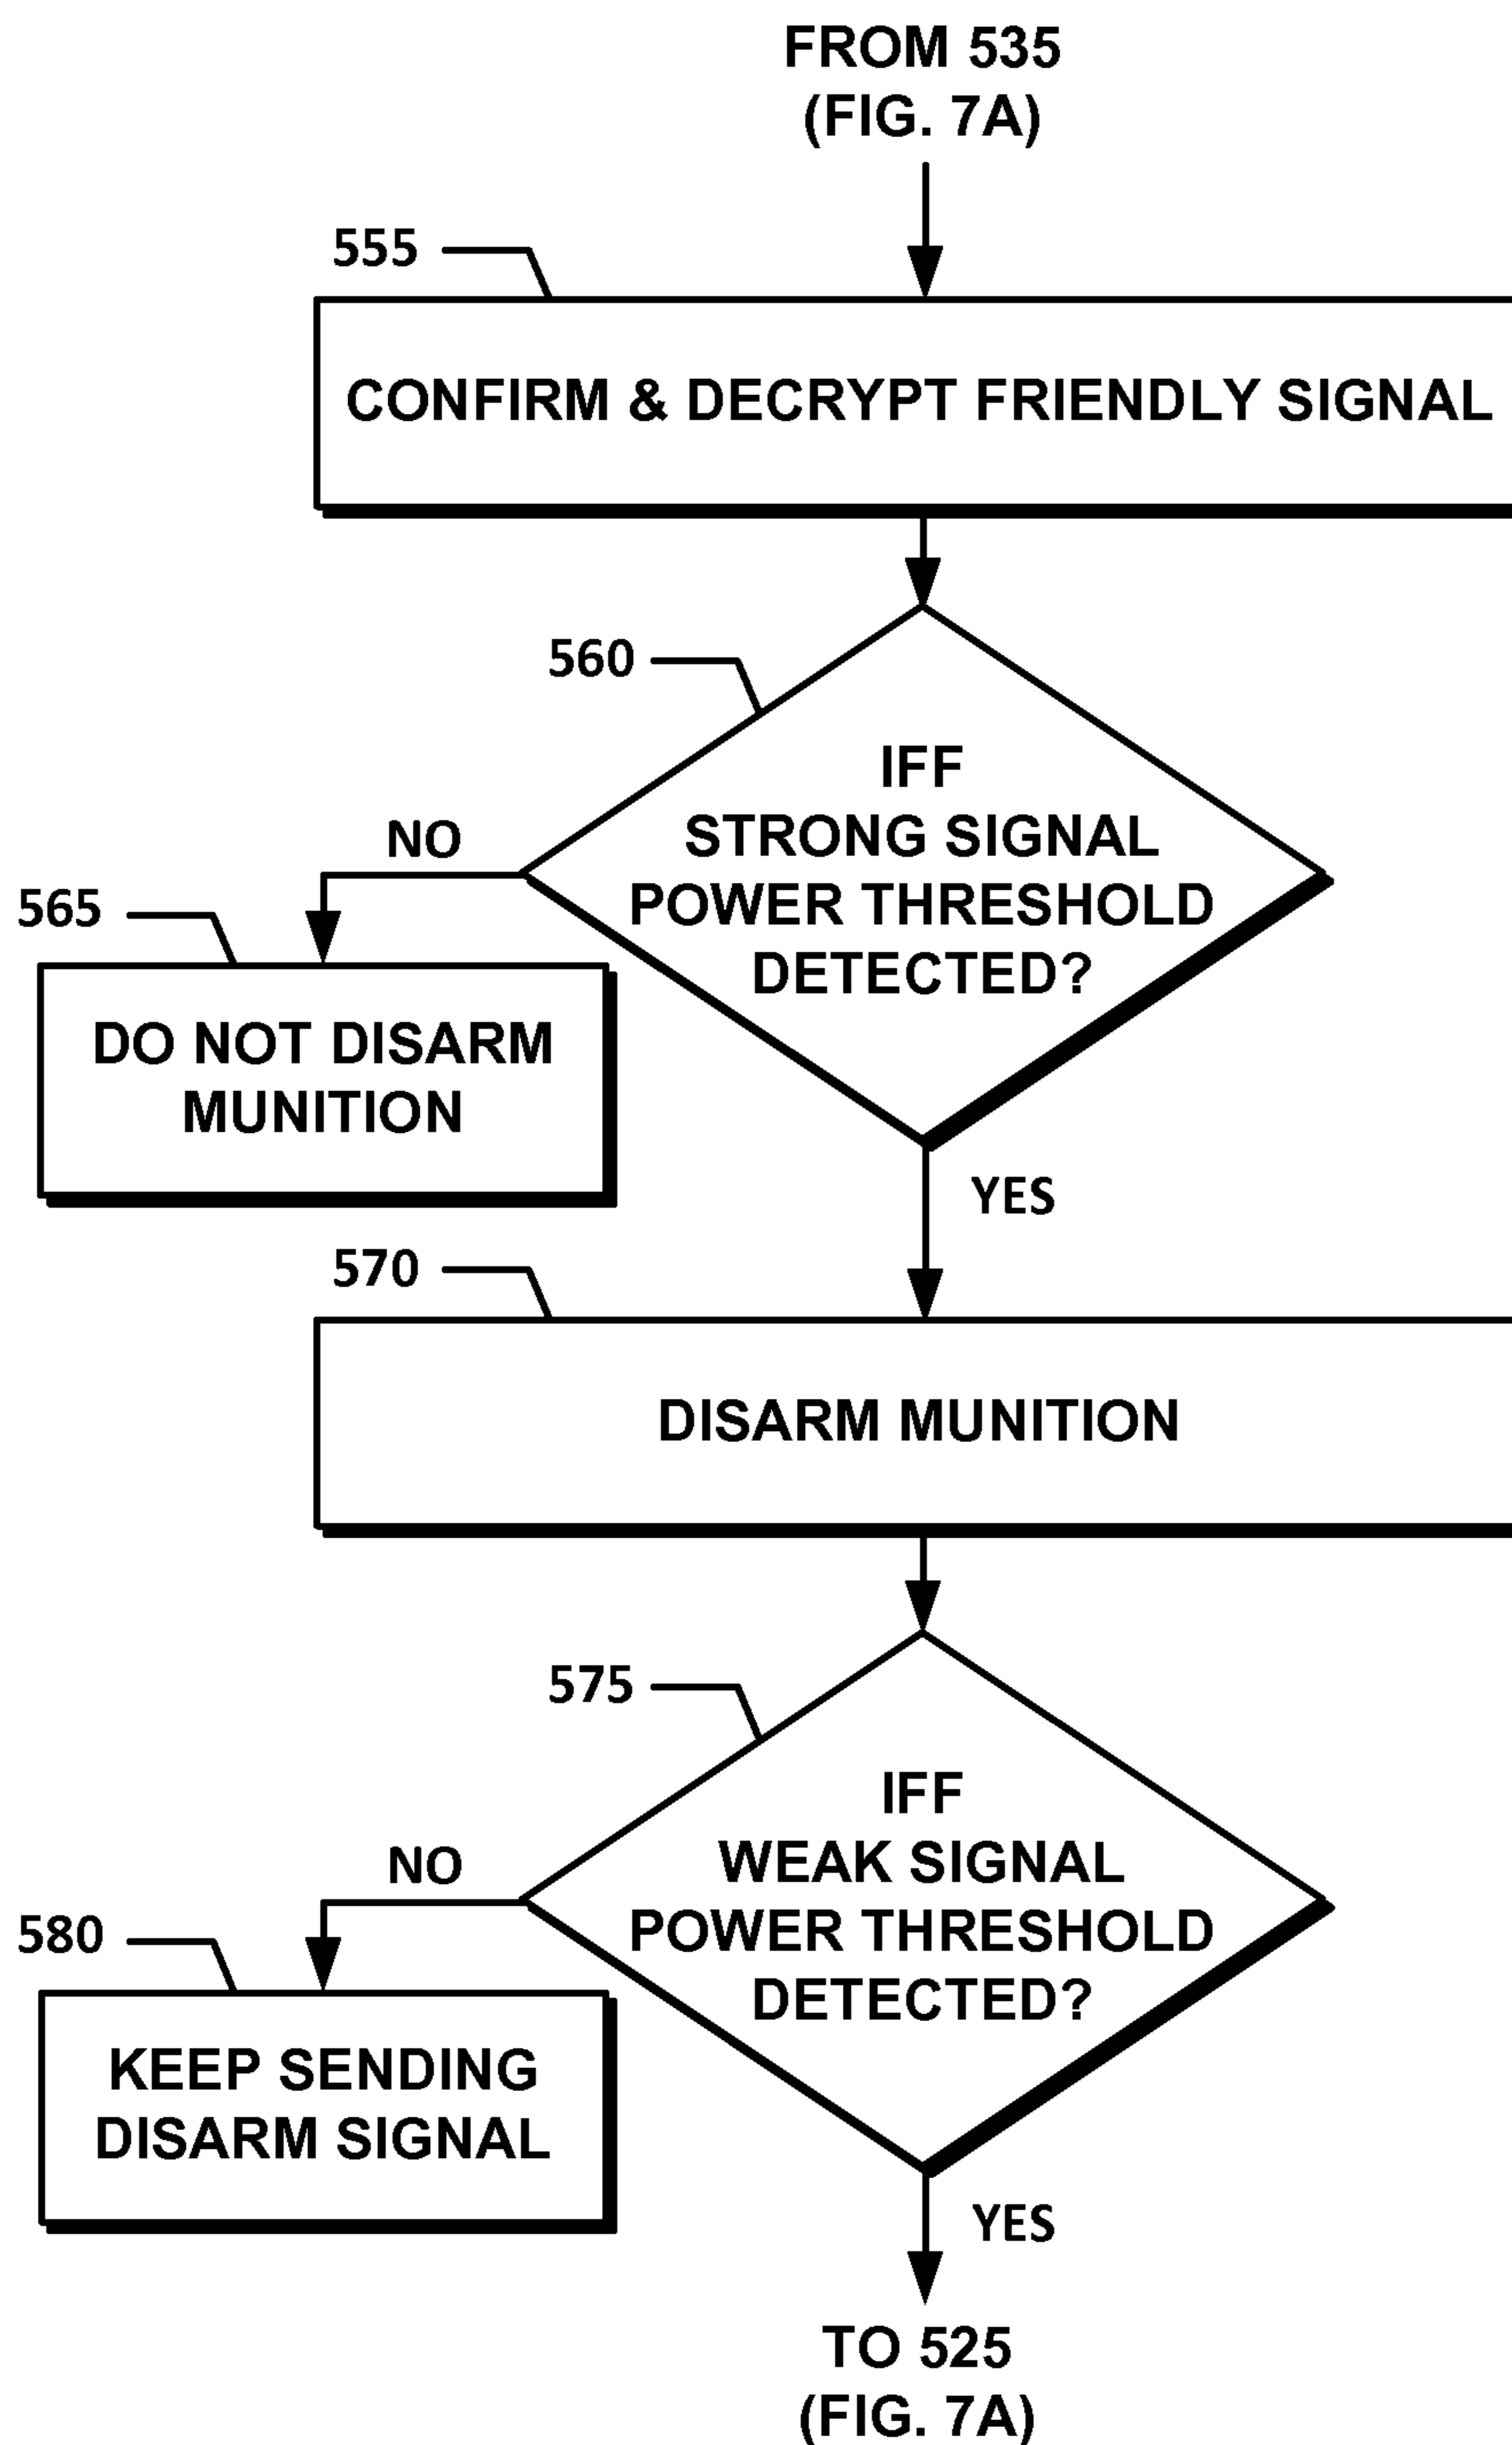 FROM 535
(FIG. 7A)
555
CONFIRM & DECRYPT FRIENDLY SIGNAL
560
IFF
STRONG SIGNAL
POWER THRESHOLD
DETECTED?
NO
565
DO NOT DISARM
MUNITION
YES
570
DISARM MUNITION
575
IFF
WEAK SIGNAL
POWER THRESHOLD
DETECTED?
NO
580
KEEP SENDING
DISARM SIGNAL
YES
TO 525
(FIG. 7A)